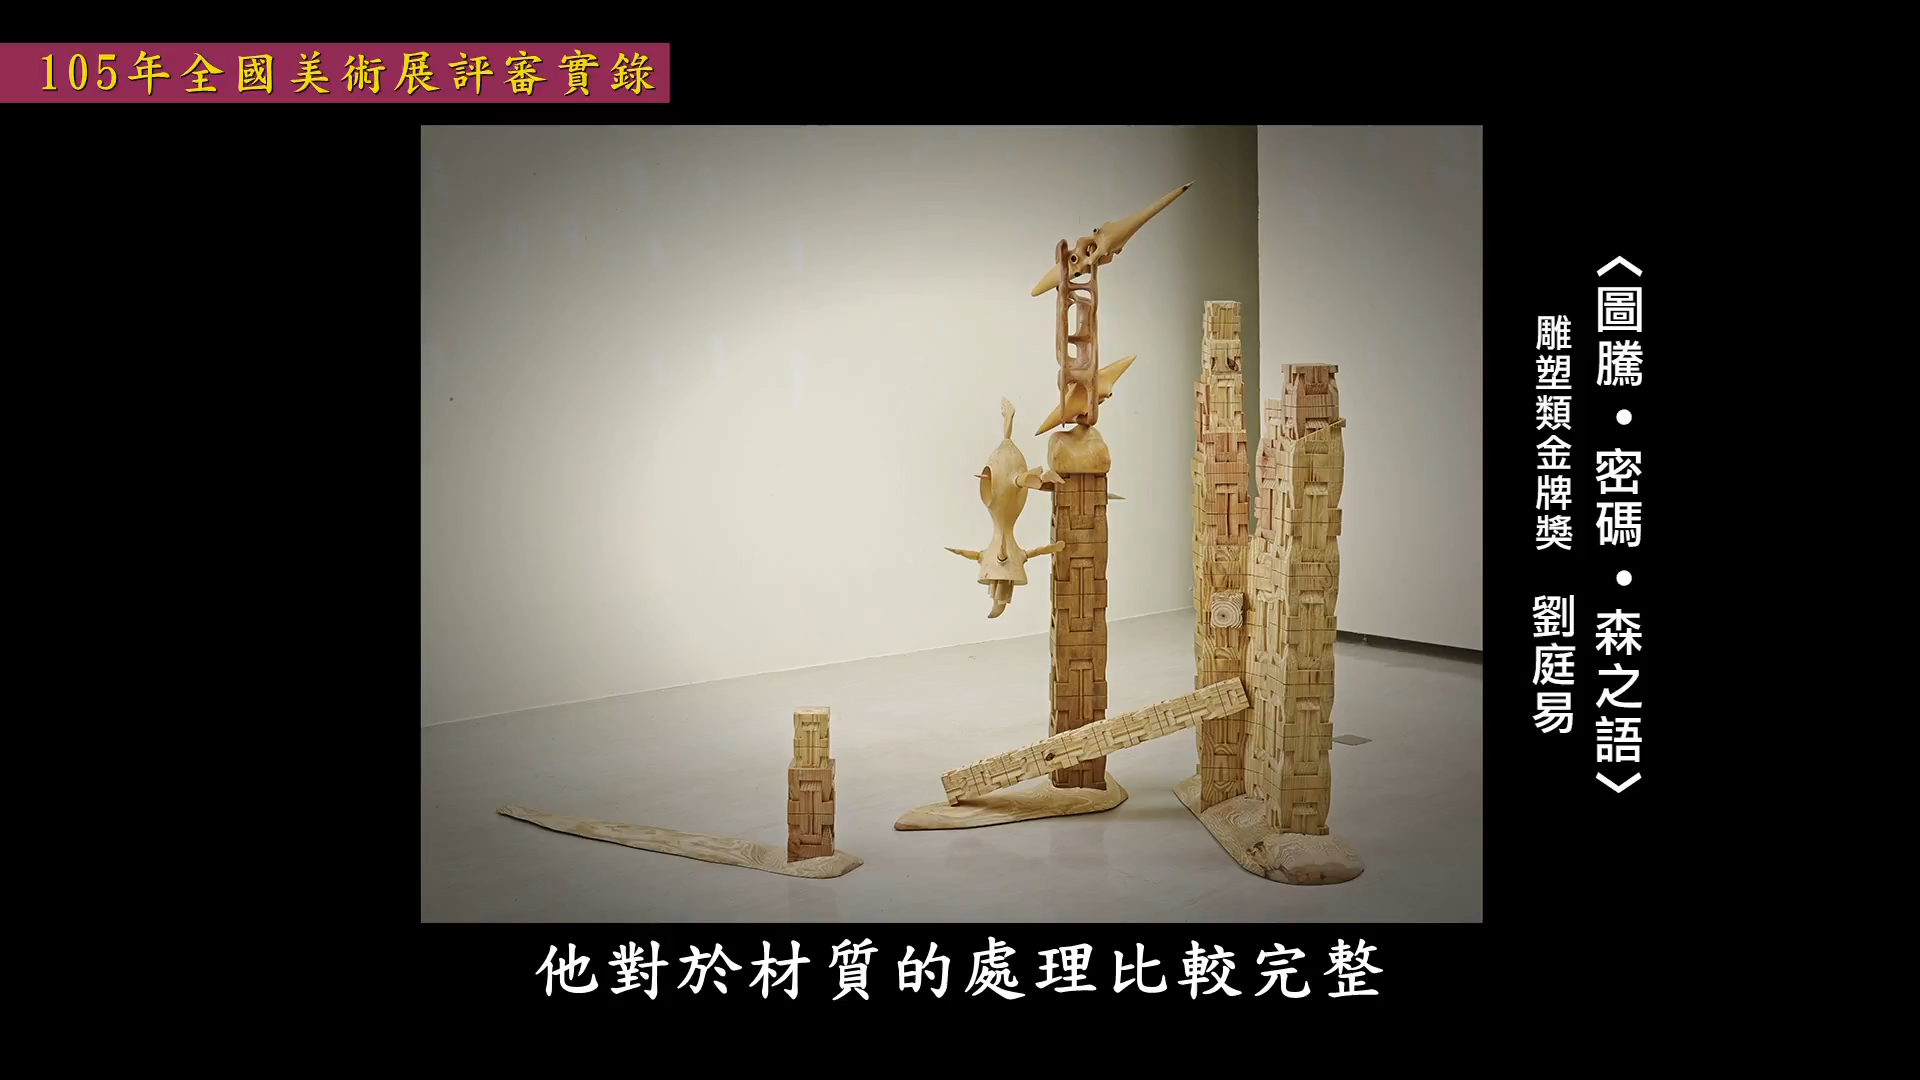 105年全國美術展評審實錄
〈圖騰•密碼•森之語〉
雕塑類金牌獎 劉庭易
他對於材質的處理比較完整